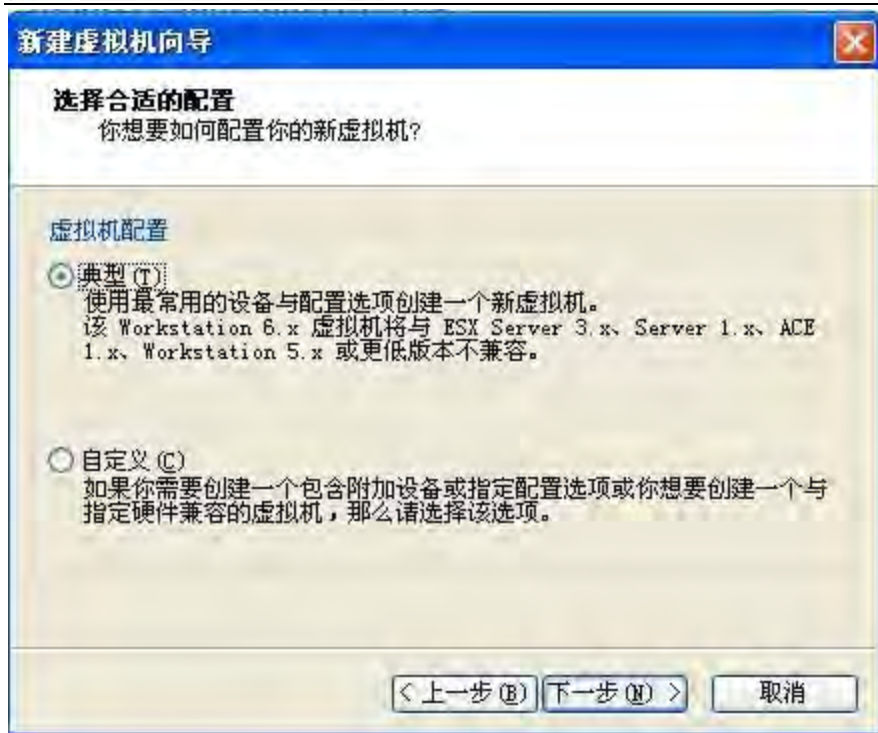 新建虚拟机向导
选择合适的配置
你想要如何配置你的新虚拟机?
虚拟机配置
典型(T)
使用最常用的设备与配置选项创建一个新虚拟机。
该 Workstation 6.x 虚拟机将与 ESX Server 3.x、Server 1.x、ACE
1.x、Workstation 5.x 或更低版本不兼容。
自定义(C)
如果你需要创建一个包含附加设备或指定配置选项或你想要创建一个与
指定硬件兼容的虚拟机，那么请选择该选项。
< 上一步(B) 下一步(N) > 取消